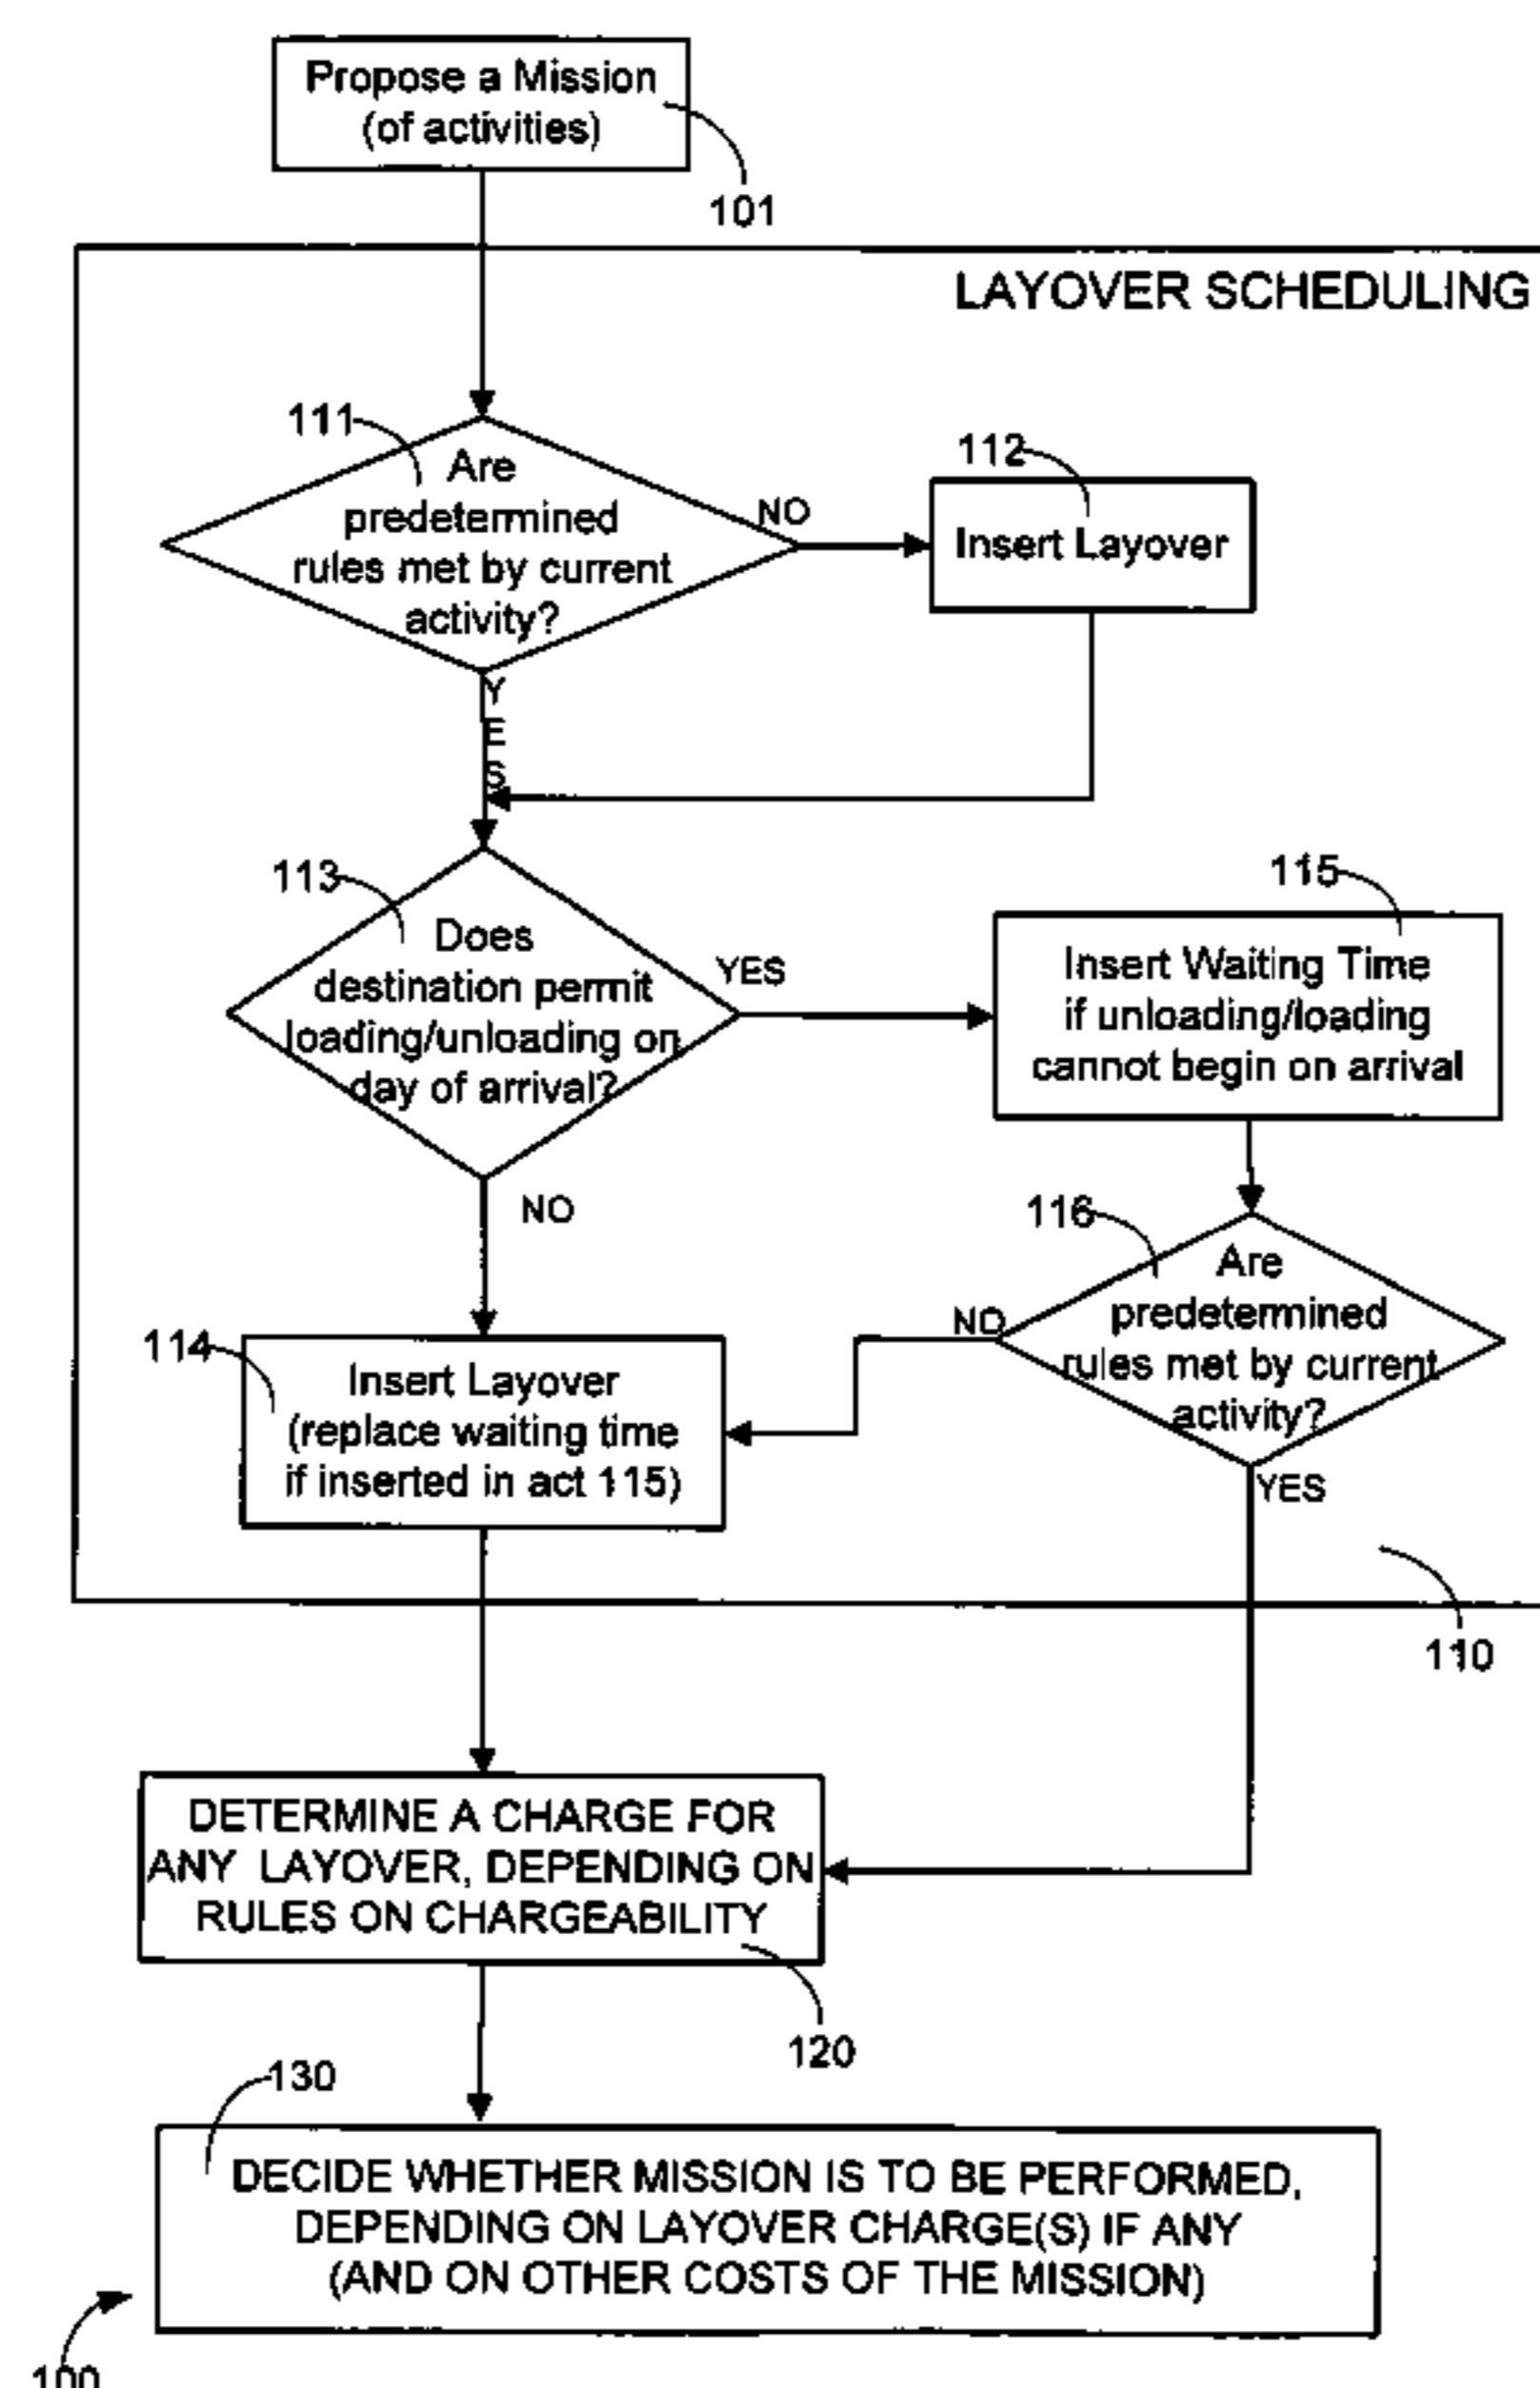 Propose a Mission
(of activities)
101
LAYOVER SCHEDULING
111
Are
predetermined
rules met by current
activity?
NO
112
Insert Layover
YES
113
Does
destination permit
loading/unloading on
day of arrival?
YES
115
Insert Waiting Time
if unloading/loading
cannot begin on arrival
NO
116
Are
predetermined
rules met by current
activity?
NO
114
Insert Layover
(replace waiting time
if inserted in act 115)
YES
110
DETERMINE A CHARGE FOR
ANY LAYOVER, DEPENDING ON
RULES ON CHARGEABILITY
120
130
DECIDE WHETHER MISSION IS TO BE PERFORMED,
DEPENDING ON LAYOVER CHARGE(S) IF ANY
(AND ON OTHER COSTS OF THE MISSION)
100